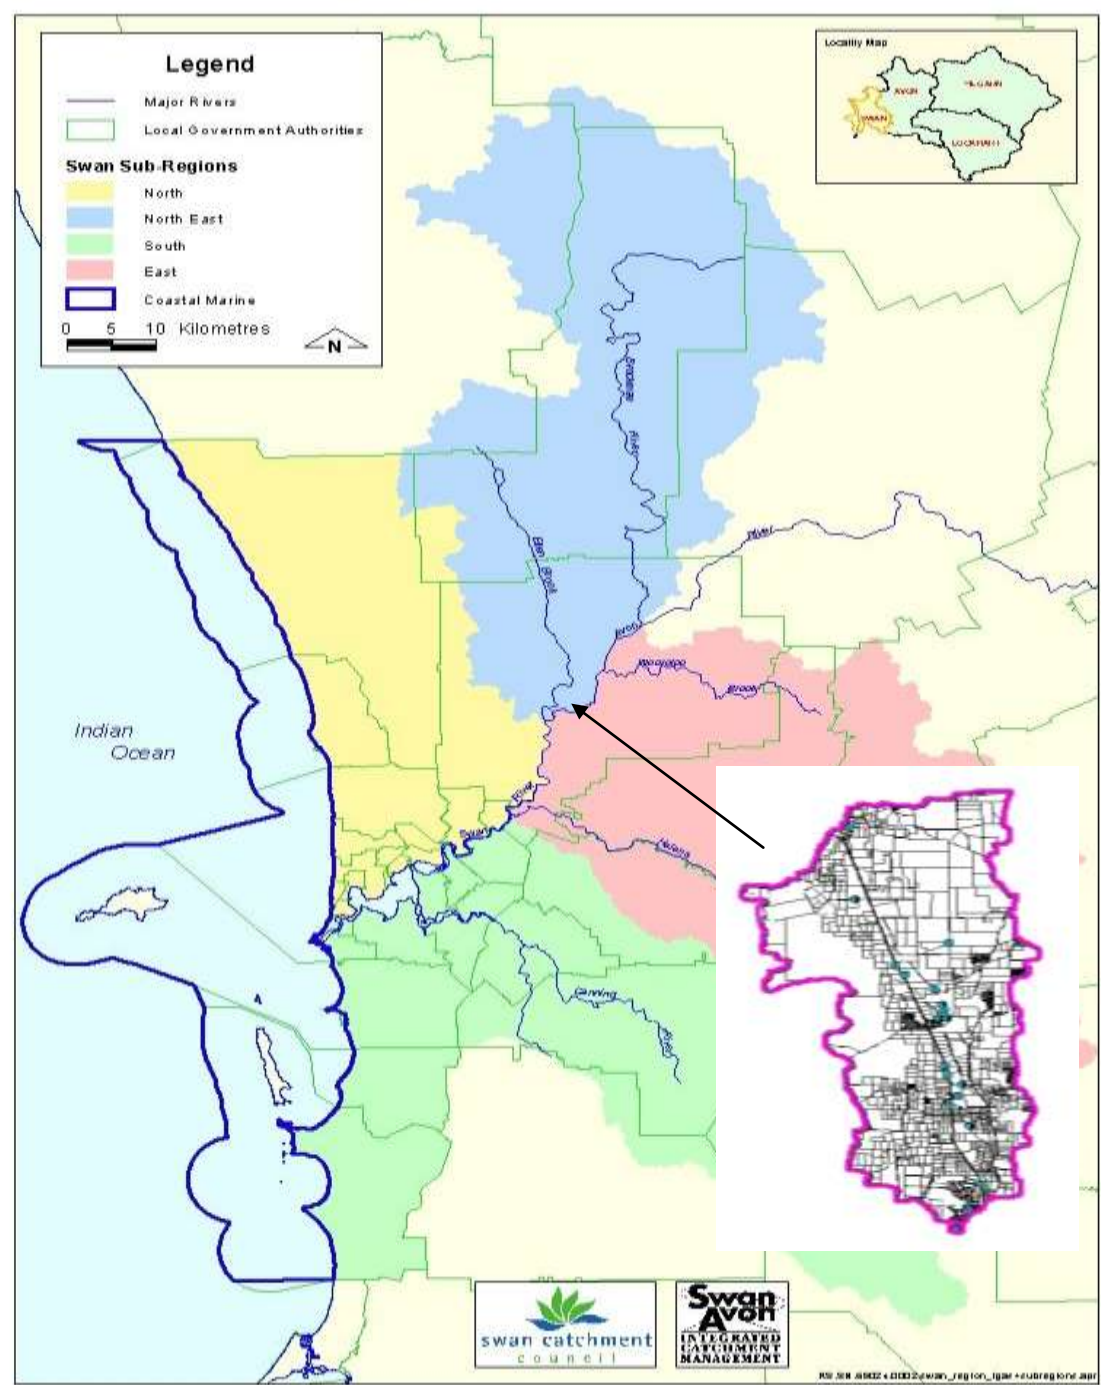 Legend
Major Rivers
Local Government Authorities
Swan Sub-Regions
North
North East
South
East
Coastal Marine
0 5 10 Kilometres
N
Locality Map
AVON
YILGARN
SWAN
LOCKHART
Brockman
River
River
Ellen Brook
Avon
Wooroloo
Brook
Indian
Ocean
River
Swan
Helena
Canning
River
swan catchment
council
Swan
Avon
INTEGRATED
CATCHMENT
MANAGEMENT